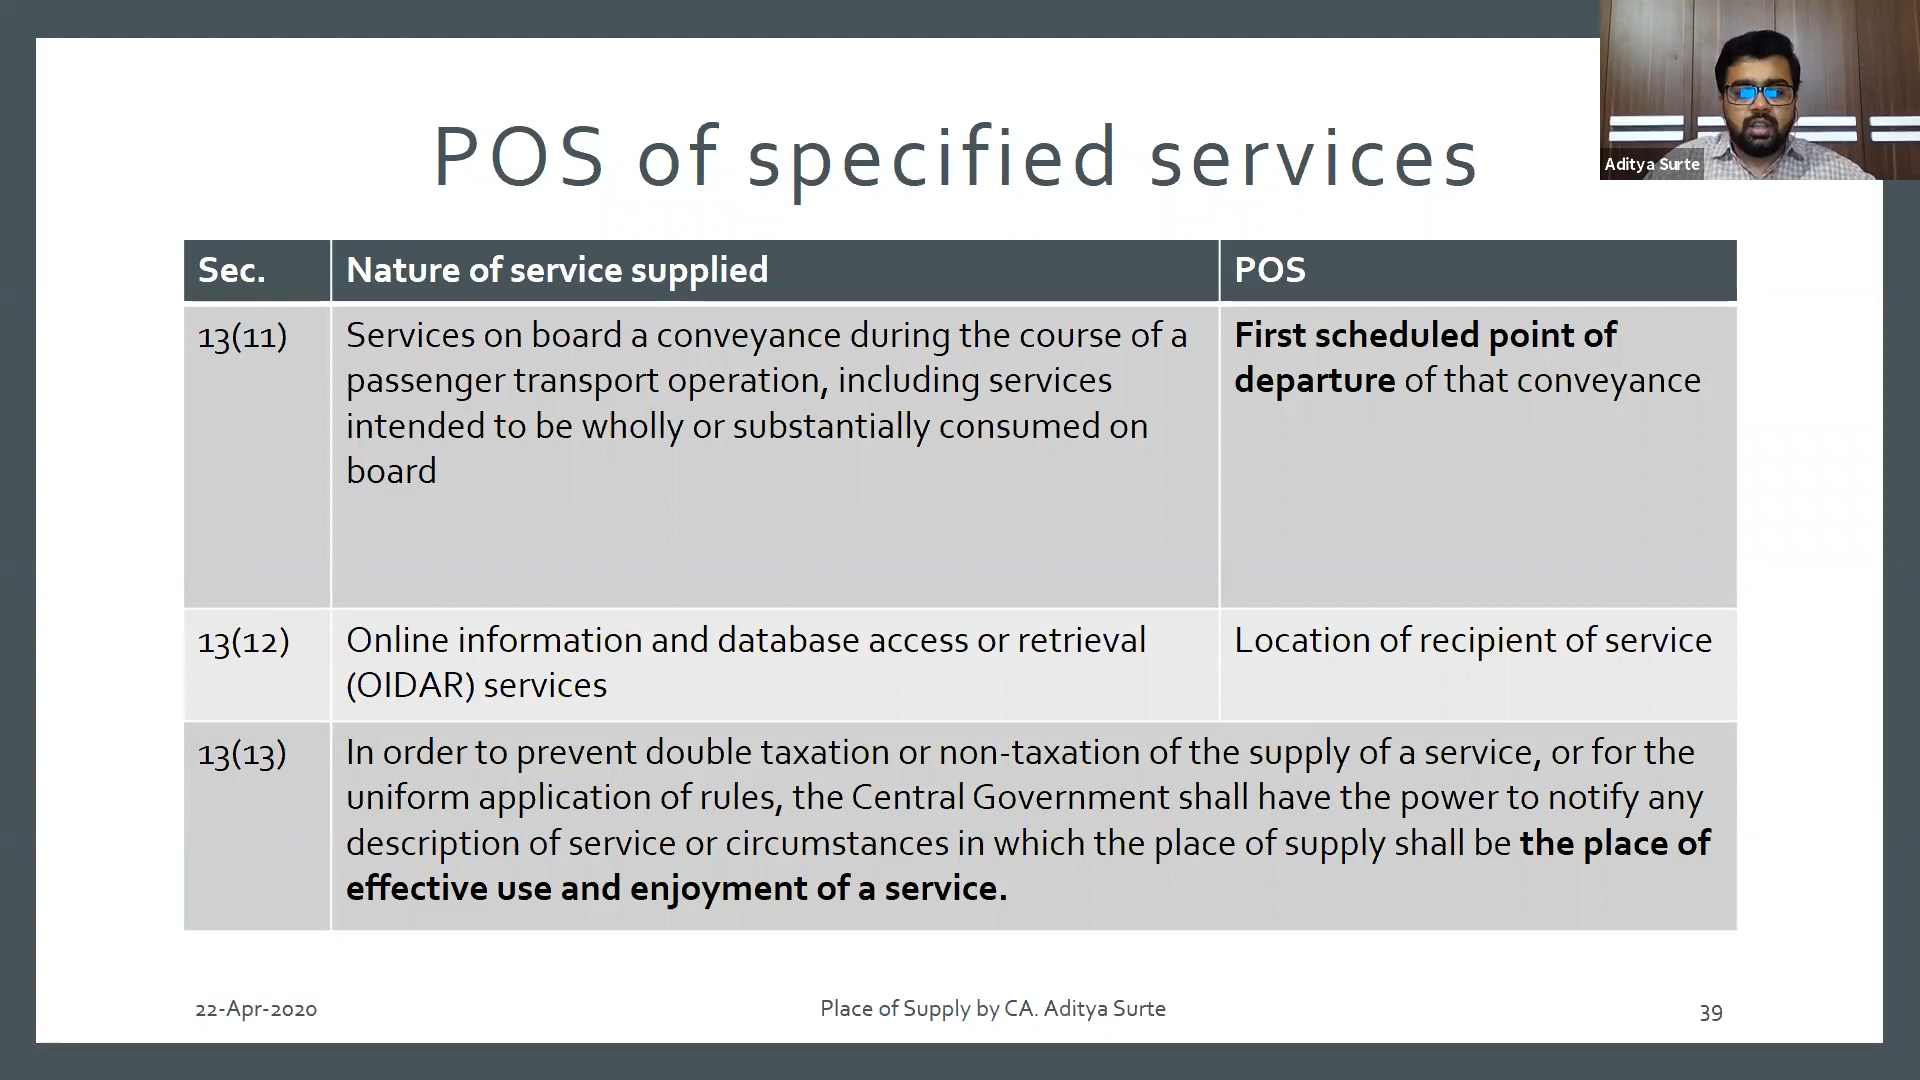 POS of specified services
Aditya Surte
Sec.
Nature of service supplied
POS
13(11)
Services on board a conveyance during the course of a
passenger transport operation, including services
intended to be wholly or substantially consumed on
board
First scheduled point of
departure of that conveyance
13(12)
Online information and database access or retrieval
(OIDAR) services
Location of recipient of service
13(13)
In order to prevent double taxation or non-taxation of the supply of a service, or for the
uniform application of rules, the Central Government shall have the power to notify any
description of service or circumstances in which the place of supply shall be the place of
effective use and enjoyment of a service.
22-Apr-2020
Place of Supply by CA. Aditya Surte
39